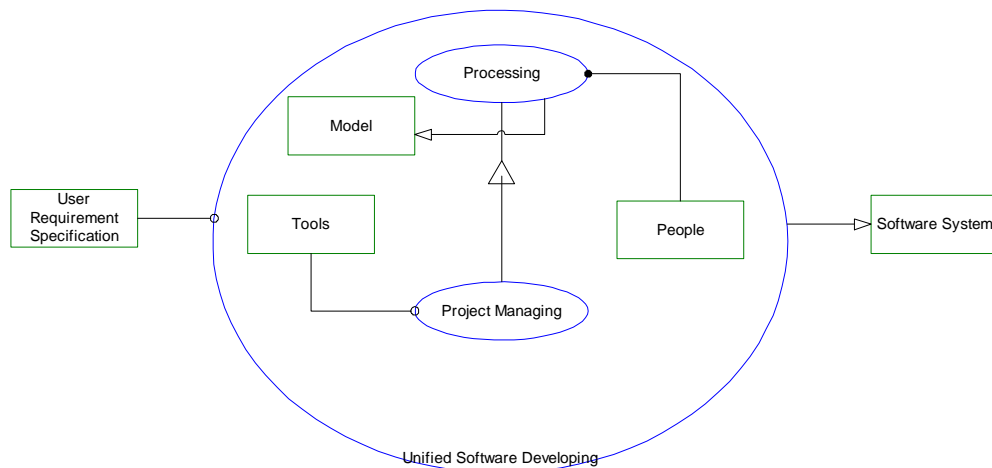 Processing
Model
User
Requirement
Specification
Tools
People
Software System
Project Managing
Unified Software Developing